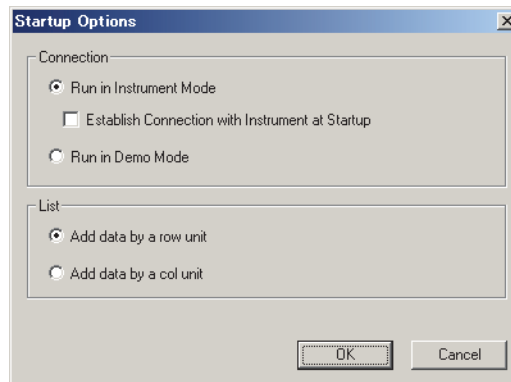 Startup Options
Connection
Run in Instrument Mode
Establish Connection with Instrument at Startup
Run in Demo Mode
List
Add data by a row unit
Add data by a col unit
OK
Cancel